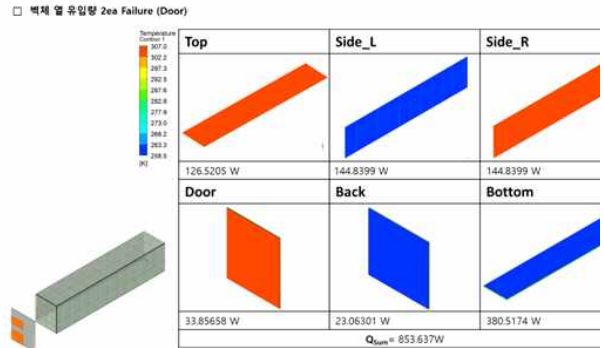 □ 벽체 열 유입량 2ea Failure (Door)
Temperature
Contour 1
307.0
302.2
297.3
292.5
287.6
282.8
277.9
273.0
268.2
263.3
258.5
[K]
Top Side_L Side_R
126.5205 W 144.8399 W 144.8399 W
Door Back Bottom
33.85658 W 23.06301 W 380.5174 W
QSum = 853.637W